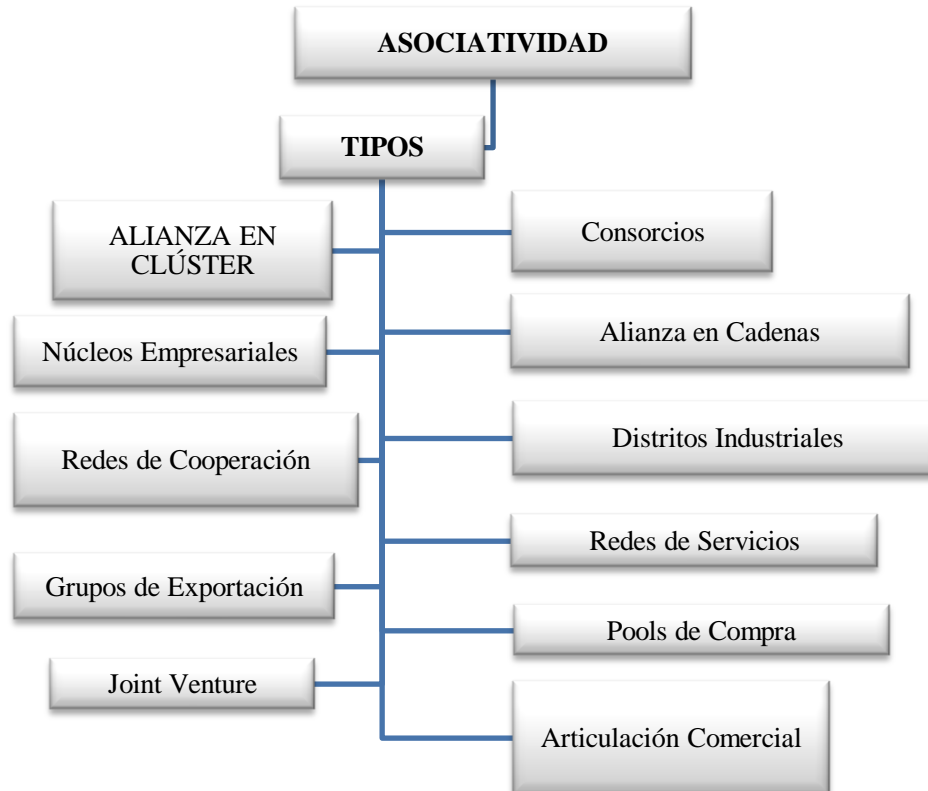 ASOCIATIVIDAD
TIPOS
ALIANZA EN
CLÚSTER
Consorcios
Núcleos Empresariales
Alianza en Cadenas
Redes de Cooperación
Distritos Industriales
Grupos de Exportación
Redes de Servicios
Joint Venture
Pools de Compra
Articulación Comercial